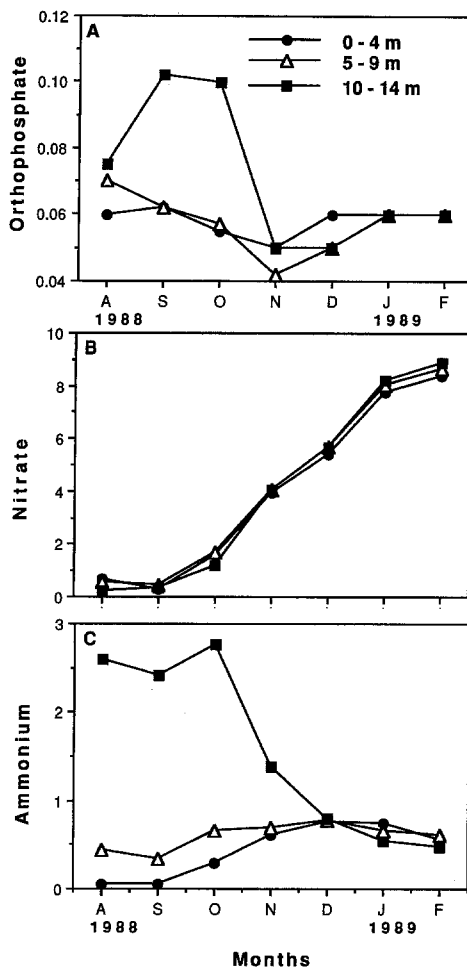 A
0-4 m
5-9 m
10-14 m
Orthophosphate
0.12
0.10
0.08
0.06
0.04
A S O N D J F
1988 1989
B
Nitrate
10
8
6
4
2
0
C
Ammonium
3
2
1
0
A S O N D J F
1988 1989
Months